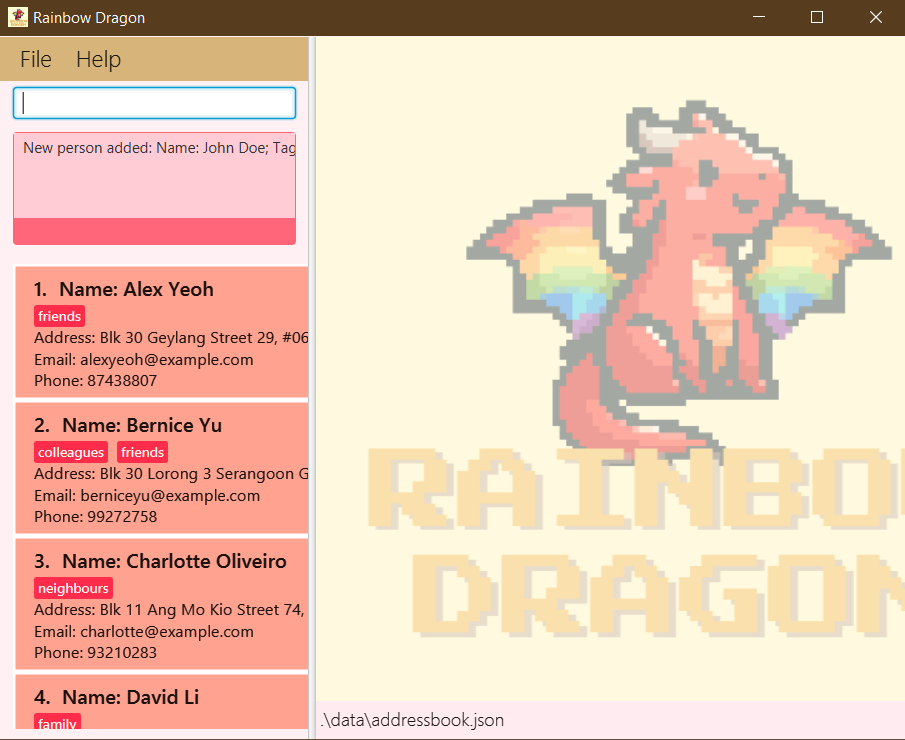 Rainbow Dragon
File Help
New person added: Name: John Doe; Tag
1. Name: Alex Yeoh
friends
Address: Blk 30 Geylang Street 29, #06
Email: alexyeoh@example.com
Phone: 87438807
2. Name: Bernice Yu
colleagues friends
Address: Blk 30 Lorong 3 Serangoon G
Email: berniceyu@example.com
Phone: 99272758
3. Name: Charlotte Oliveiro
neighbours
Address: Blk 11 Ang Mo Kio Street 74,
Email: charlotte@example.com
Phone: 93210283
4. Name: David Li
family
RAINBO
DRAGON
.\data\addressbook.json